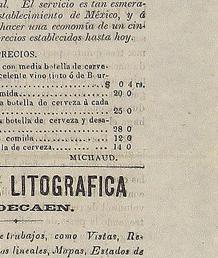 al. El servicio es tan esmera-
stablecimiento de México, y á
hacer una economía de un cin-
recios establecidos hasta hoy.
PRECIOS.
con media botella de cerve-
celente vino tinto ó de Bur-
$ 0 4 rs.
mida. 20 0
a botella de cerveza á cada
25 0
a botella de cerveza y desa-
28 0
comida. 12 0
la de cerveza. 14 0
MICHAUD.
LITOGRAFICA
DECAEN.
e trabajos, como Vistas, Re-
os lineales, Mapas, Estados de